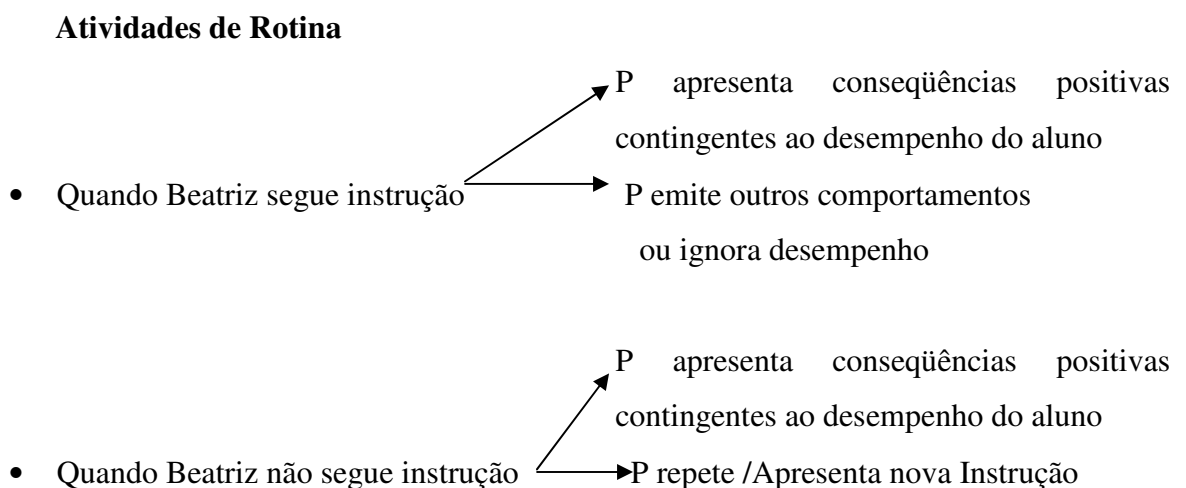 Atividades de Rotina
P apresenta conseqüências positivas
contingentes ao desempenho do aluno
• Quando Beatriz segue instrução P emite outros comportamentos
ou ignora desempenho
P apresenta conseqüências positivas
contingentes ao desempenho do aluno
• Quando Beatriz não segue instrução P repete /Apresenta nova Instrução